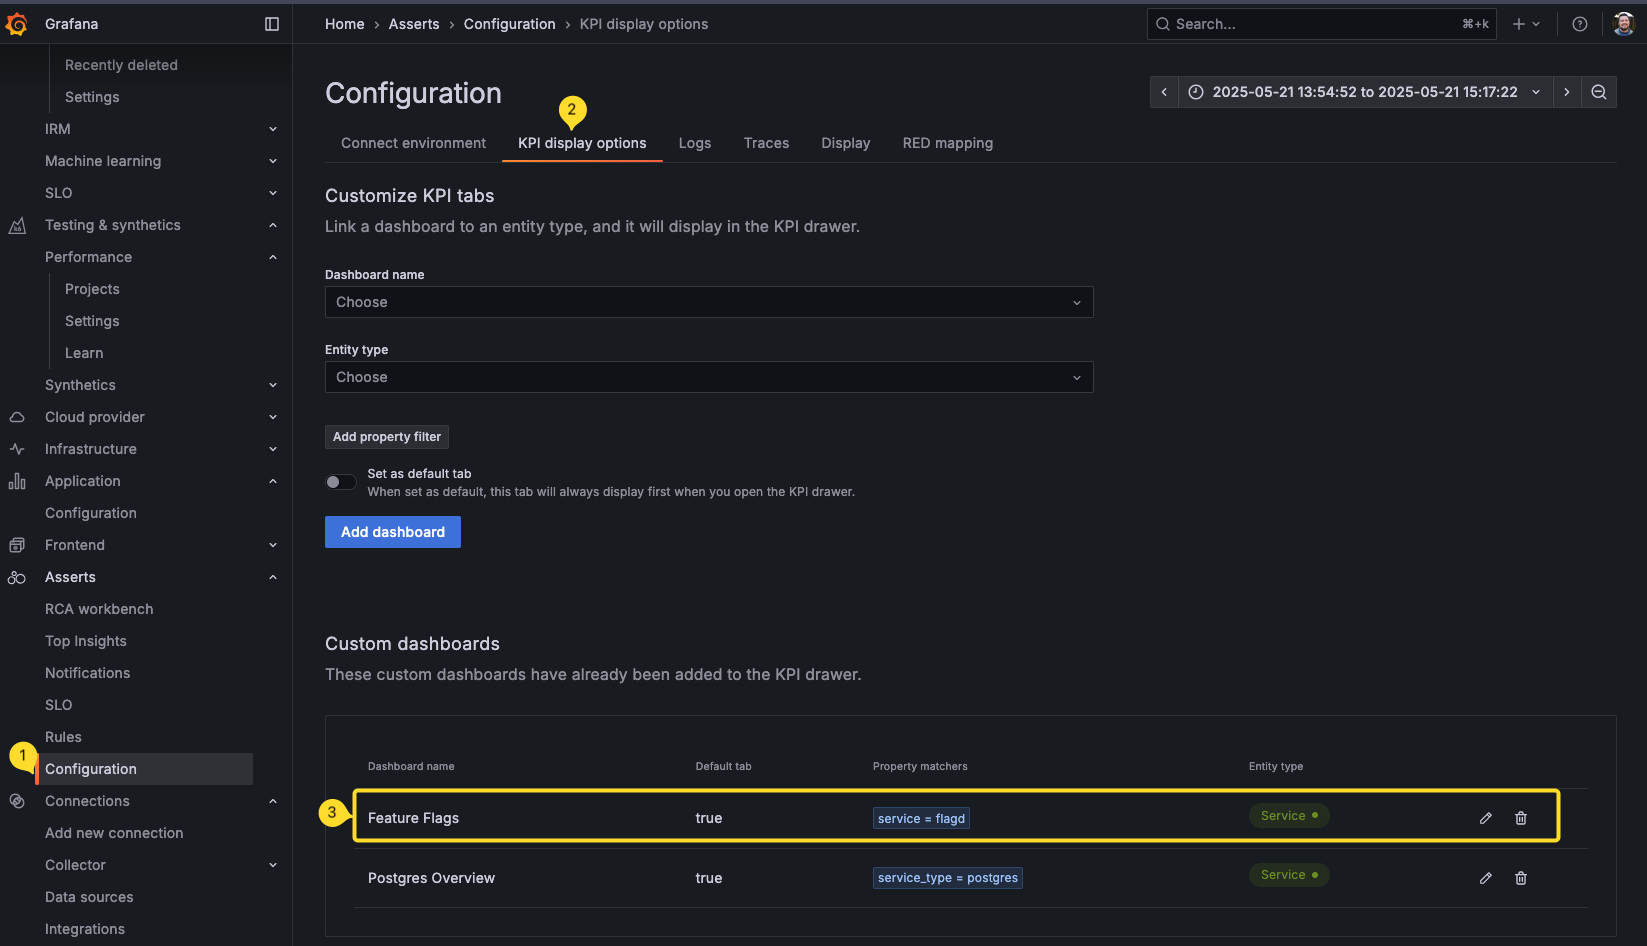 Grafana
Home › Asserts › Configuration › KPI display options
Search...
⌘+k
Recently deleted
Settings
IRM
Machine learning
SLO
Testing & synthetics
Performance
Projects
Settings
Learn
Synthetics
Cloud provider
Infrastructure
Application
Configuration
Frontend
Asserts
RCA workbench
Top Insights
Notifications
SLO
Rules
1
Configuration
Connections
Add new connection
Collector
Data sources
Integrations
Configuration
2025-05-21 13:54:52 to 2025-05-21 15:17:22
2
Connect environment KPI display options Logs Traces Display RED mapping
Customize KPI tabs
Link a dashboard to an entity type, and it will display in the KPI drawer.
Dashboard name
Choose
Entity type
Choose
Add property filter
Set as default tab
When set as default, this tab will always display first when you open the KPI drawer.
Add dashboard
Custom dashboards
These custom dashboards have already been added to the KPI drawer.
Dashboard name Default tab Property matchers Entity type
3
Feature Flags true service = flagd Service
Postgres Overview true service_type = postgres Service